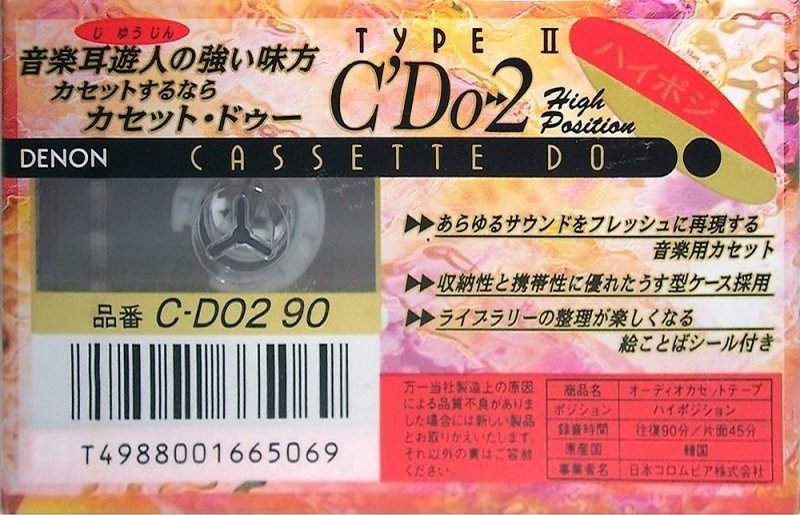 じ ゆうじん
音楽耳遊人の強い味方
カセットするなら
カセット・ドゥー
TYPE II
C'Do▸▸2
High
Position
ハイポジ
DENON
CASSETTE DO
▶▶あらゆるサウンドをフレッシュに再現する
音楽用カセット
▶▶収納性と携帯性に優れたうす型ケース採用
▶▶ライブラリーの整理が楽しくなる
絵ことばシール付き
品番 C-DO2 90
T4988001665069
万一当社製造上の原因
による品質不良がありま
した場合には新しい製品
とお取りかえいたします。
それ以外の責はご容赦
ください。
商品名 オーディオカセットテープ
ポジション ハイポジション
録音時間 往復90分/片面45分
原産国 韓国
事業者名 日本コロムビア株式会社